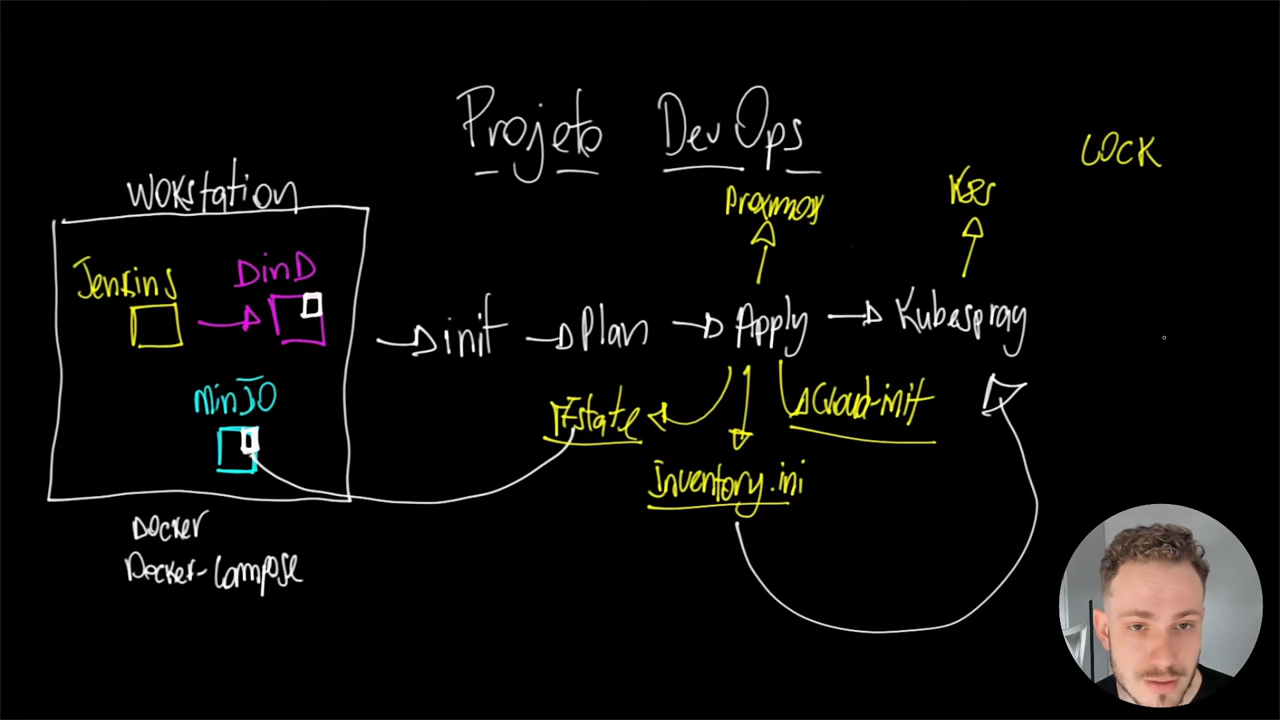 Projeto DevOps
LOCK
Workstation
Proxmox
K8s
Jenkins
DinD
init
Plan
Apply
Kubespray
MinIO
TFstate
Cloud-init
Inventory.ini
Docker
Docker-Compose